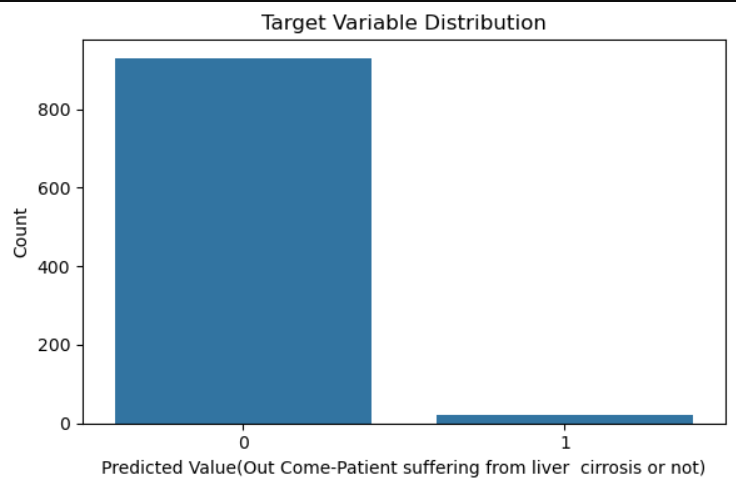 Target Variable Distribution
800
600
400
200
0
Count
0 1
Predicted Value(Out Come-Patient suffering from liver  cirrosis or not)